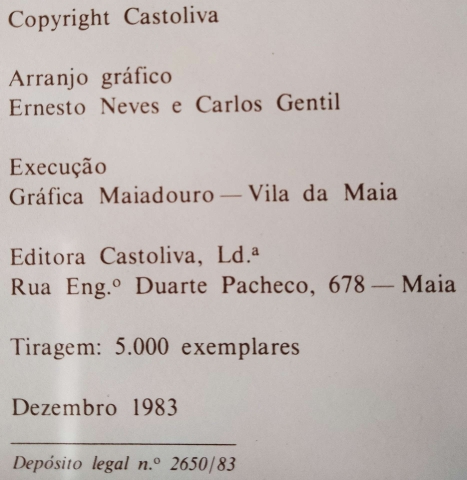 Copyright Castoliva
Arranjo gráfico
Ernesto Neves e Carlos Gentil
Execução
Gráfica Maiadouro — Vila da Maia
Editora Castoliva, Ld.ª
Rua Eng.º Duarte Pacheco, 678 — Maia
Tiragem: 5.000 exemplares
Dezembro 1983
Depósito legal n.º 2650/83